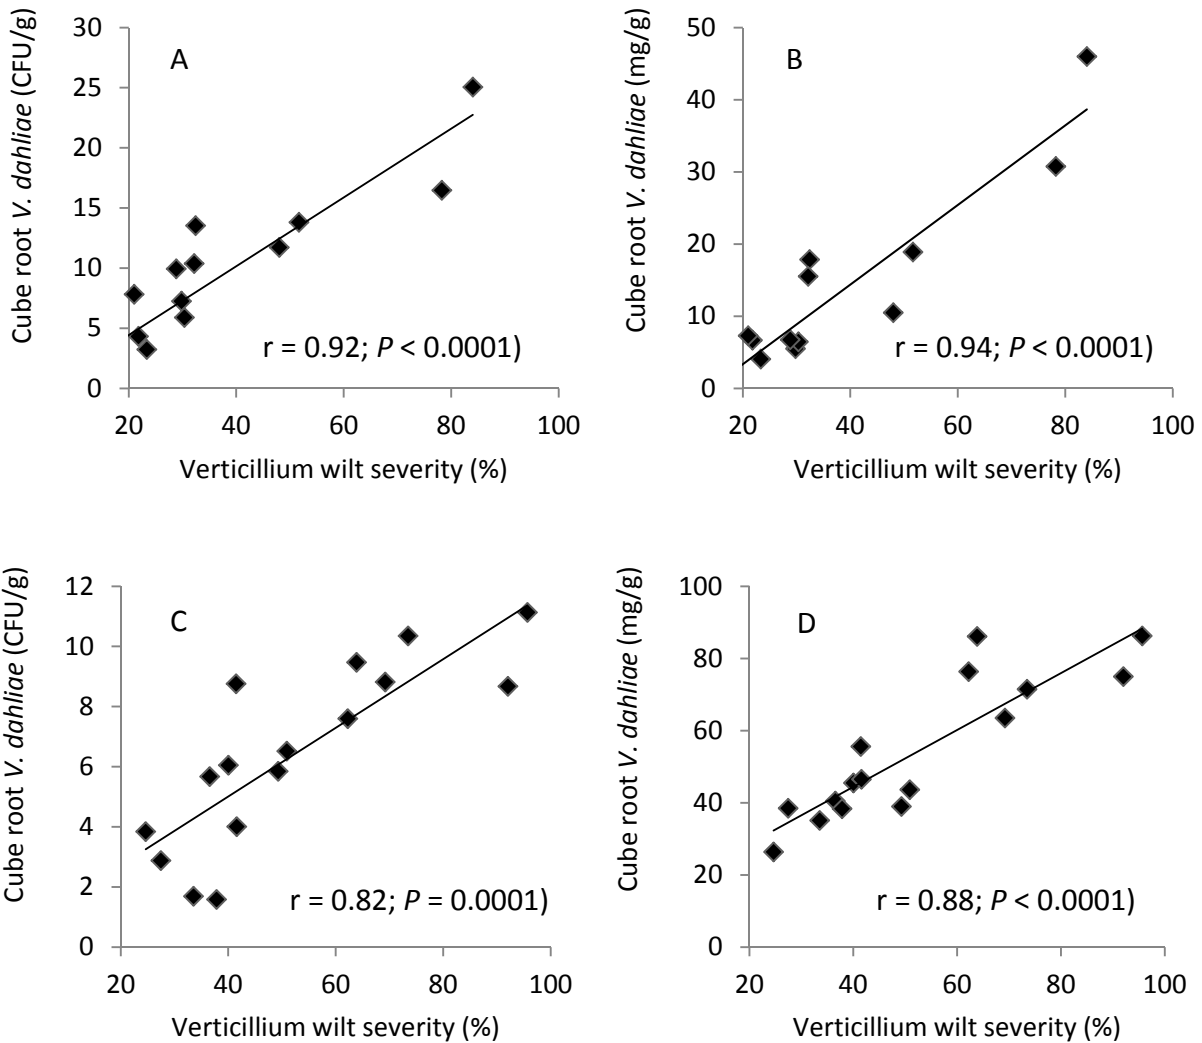 Cube root V. dahliae (CFU/g)
30
25
20
15
10
5
0
A
r = 0.92; P < 0.0001)
20 40 60 80 100
Verticillium wilt severity (%)
Cube root V. dahliae (mg/g)
50
40
30
20
10
0
B
r = 0.94; P < 0.0001)
20 40 60 80 100
Verticillium wilt severity (%)
Cube root V. dahliae (CFU/g)
12
10
8
6
4
2
0
C
r = 0.82; P = 0.0001)
20 40 60 80 100
Verticillium wilt severity (%)
Cube root V. dahliae (mg/g)
100
80
60
40
20
0
D
r = 0.88; P < 0.0001)
20 40 60 80 100
Verticillium wilt severity (%)